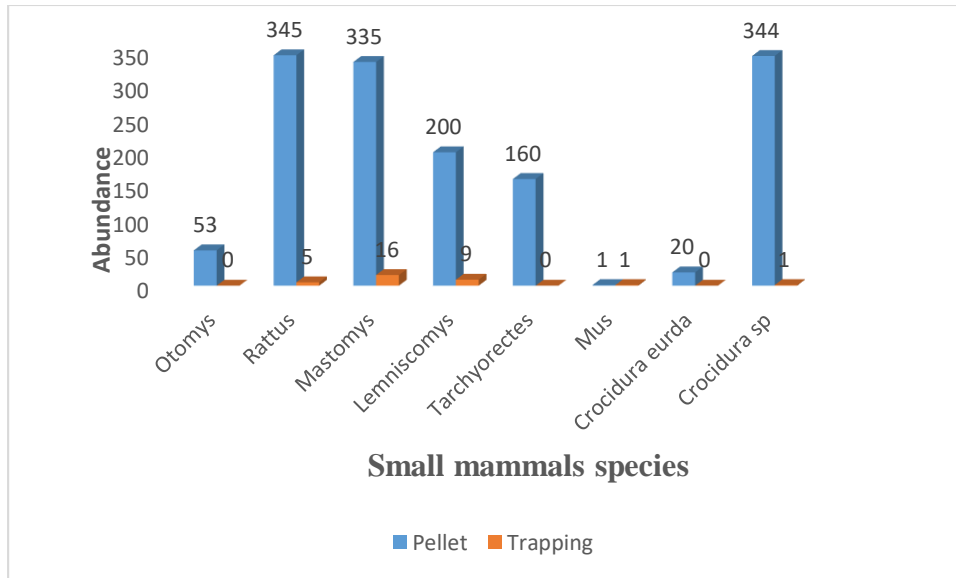 Abundance
350
300
250
200
150
100
50
0
53
0
345
5
335
16
200
9
160
0
1
1
20
0
344
1
Otomys
Rattus
Mastomys
Lemniscomys
Tarchyorectes
Mus
Crocidura eurda
Crocidura sp
Small mammals species
Pellet
Trapping